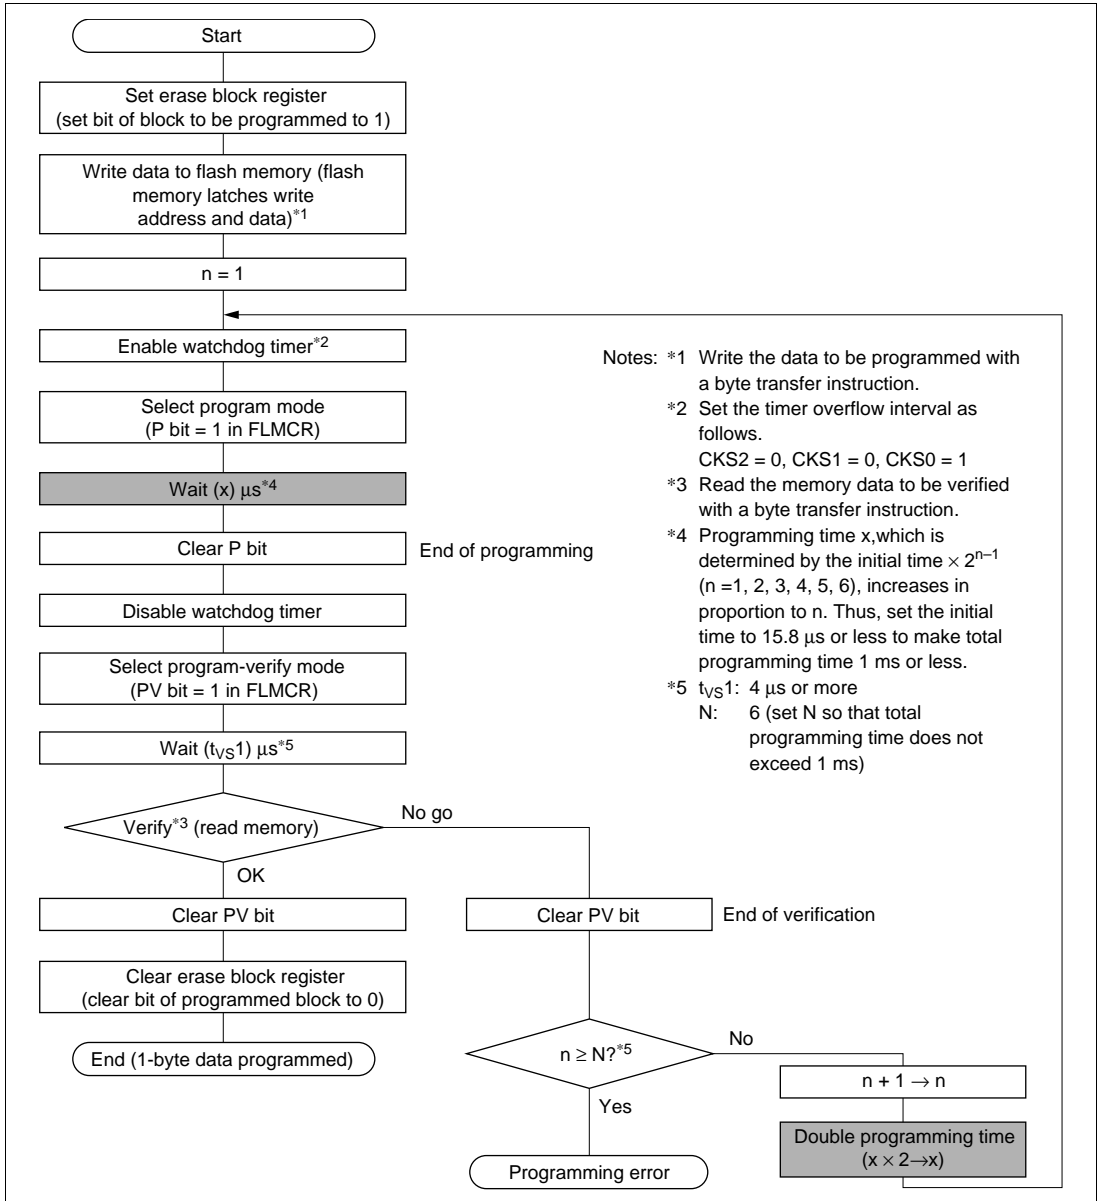 Start
Set erase block register
(set bit of block to be programmed to 1)
Write data to flash memory (flash
memory latches write
address and data)*1
n = 1
Enable watchdog timer*2
Select program mode
(P bit = 1 in FLMCR)
Wait (x) μs*4
Clear P bit
End of programming
Disable watchdog timer
Select program-verify mode
(PV bit = 1 in FLMCR)
Wait (tVS1) μs*5
Verify*3 (read memory)
No go
OK
Clear PV bit
Clear erase block register
(clear bit of programmed block to 0)
End (1-byte data programmed)
Clear PV bit
End of verification
n ≥ N?*5
No
Yes
n + 1 → n
Double programming time
(x × 2→x)
Programming error
Notes: *1 Write the data to be programmed with
a byte transfer instruction.
*2 Set the timer overflow interval as
follows.
CKS2 = 0, CKS1 = 0, CKS0 = 1
*3 Read the memory data to be verified
with a byte transfer instruction.
*4 Programming time x,which is
determined by the initial time × 2^n–1
(n =1, 2, 3, 4, 5, 6), increases in
proportion to n. Thus, set the initial
time to 15.8 μs or less to make total
programming time 1 ms or less.
*5 tVS1: 4 μs or more
N: 6 (set N so that total
programming time does not
exceed 1 ms)